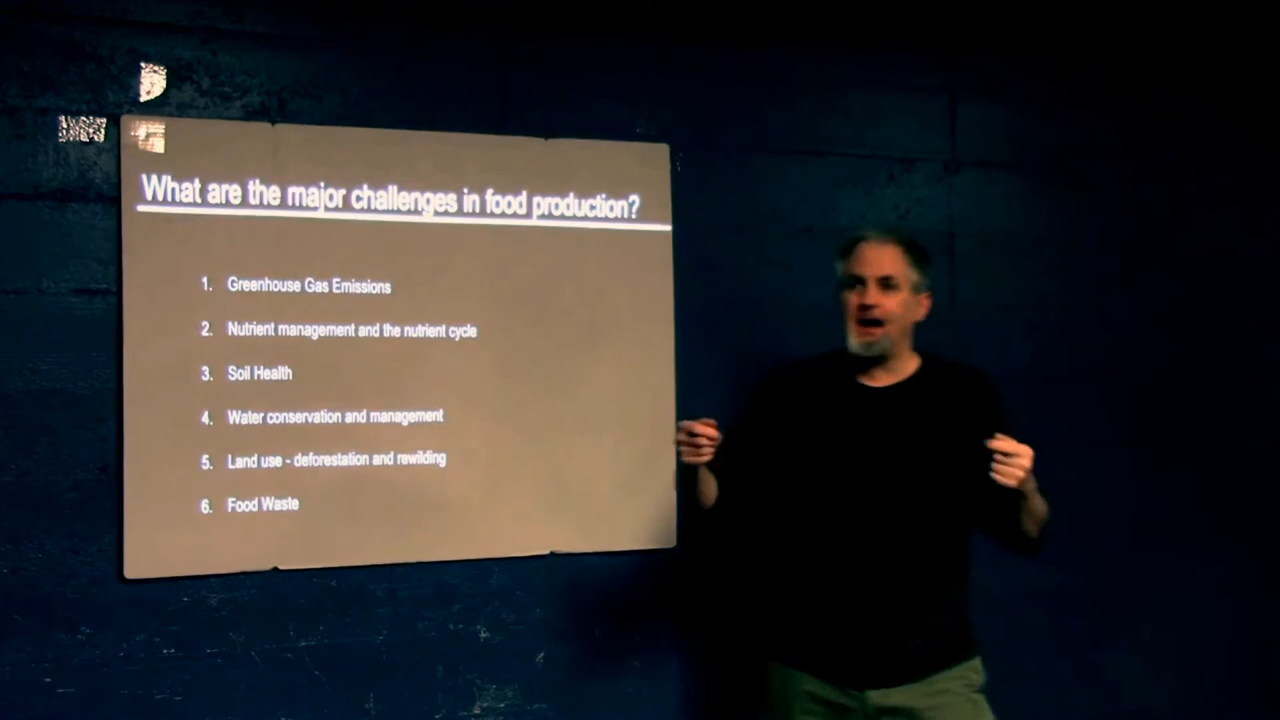 What are the major challenges in food production?
1. Greenhouse Gas Emissions
2. Nutrient management and the nutrient cycle
3. Soil Health
4. Water conservation and management
5. Land use - deforestation and rewilding
6. Food Waste